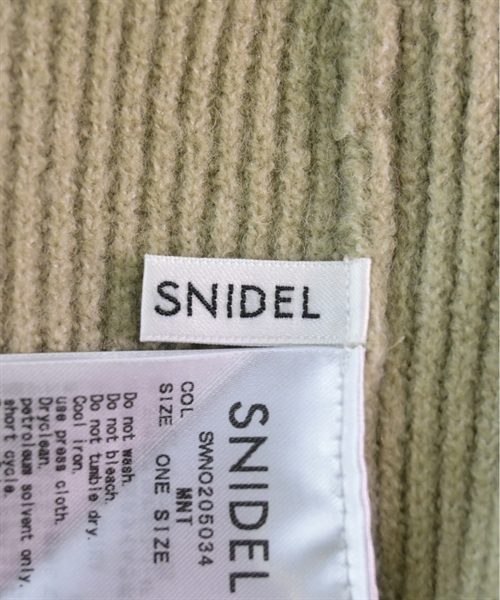 SNIDEL
SNIDEL
SWNO205034
COL MNT
SIZE ONE SIZE
Do not wash.
Do not bleach.
Do not tumble dry.
Cool iron.
use press cloth.
Dryclean.
petroleum solvent only.
short cycle.